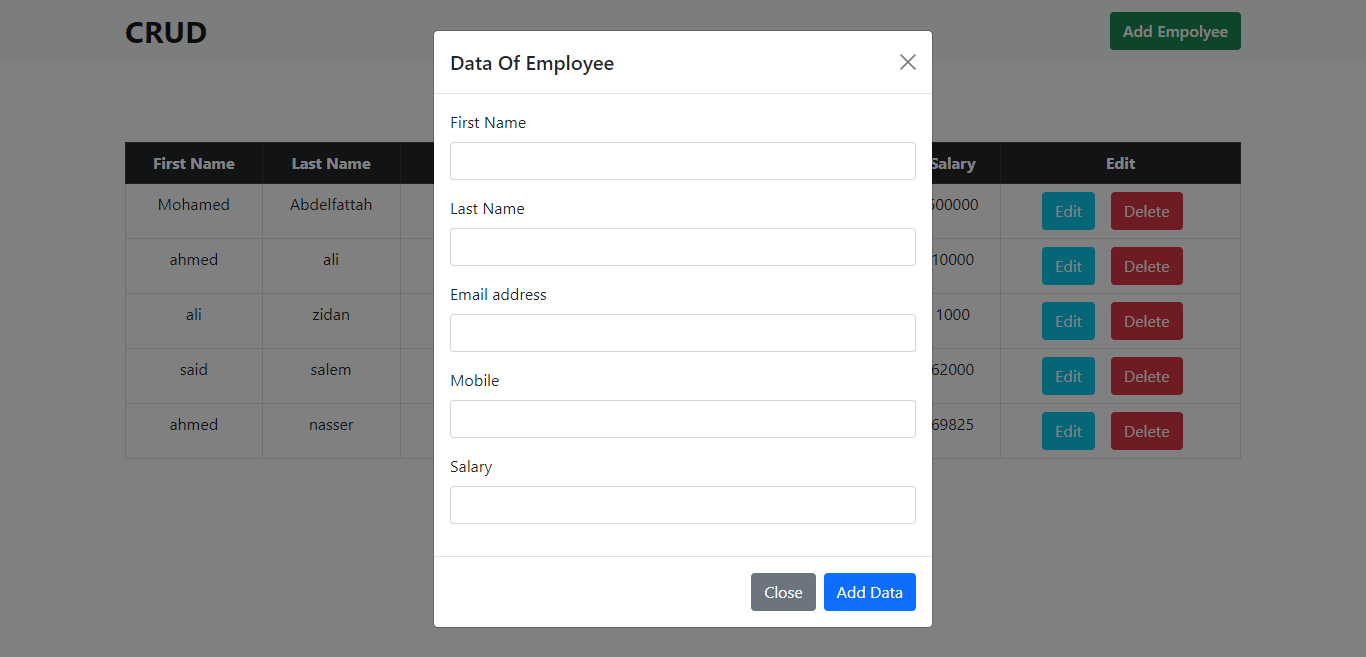 CRUD
Add Empolyee
Data Of Employee
First Name
Last Name
Email address
Mobile
Salary
Close
Add Data
First Name Last Name Salary Edit
Mohamed Abdelfattah Edit Delete
ahmed ali 10000 Edit Delete
ali zidan 1000 Edit Delete
said salem 62000 Edit Delete
ahmed nasser 69825 Edit Delete